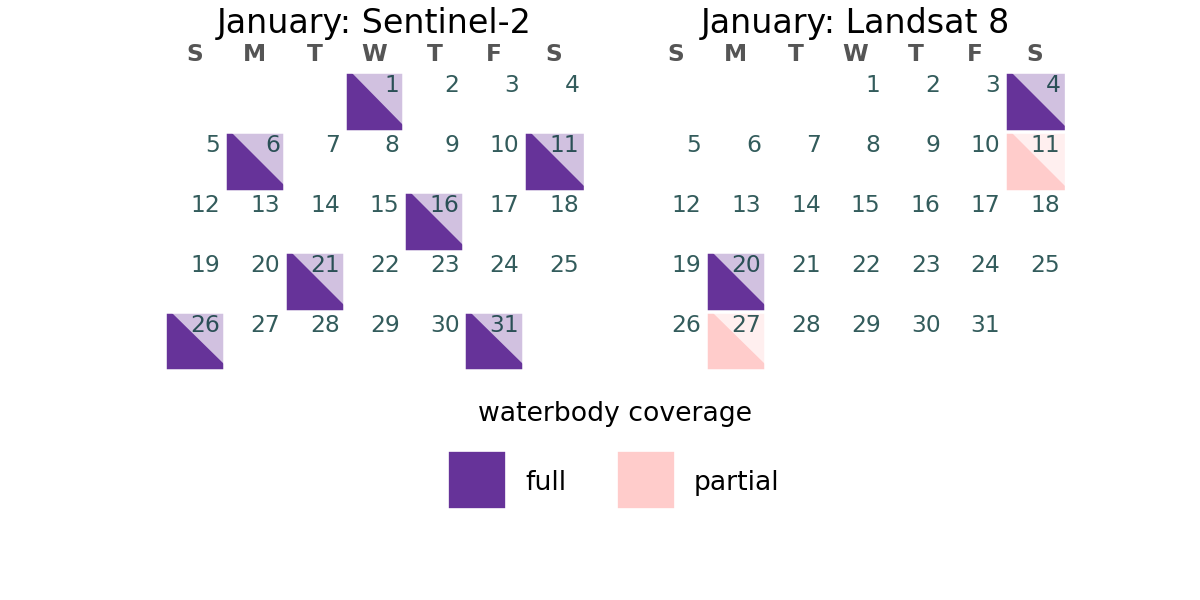 January: Sentinel-2
S M T W T F S
1 2 3 4
5 6 7 8 9 10 11
12 13 14 15 16 17 18
19 20 21 22 23 24 25
26 27 28 29 30 31
January: Landsat 8
S M T W T F S
1 2 3 4
5 6 7 8 9 10 11
12 13 14 15 16 17 18
19 20 21 22 23 24 25
26 27 28 29 30 31
waterbody coverage
full partial